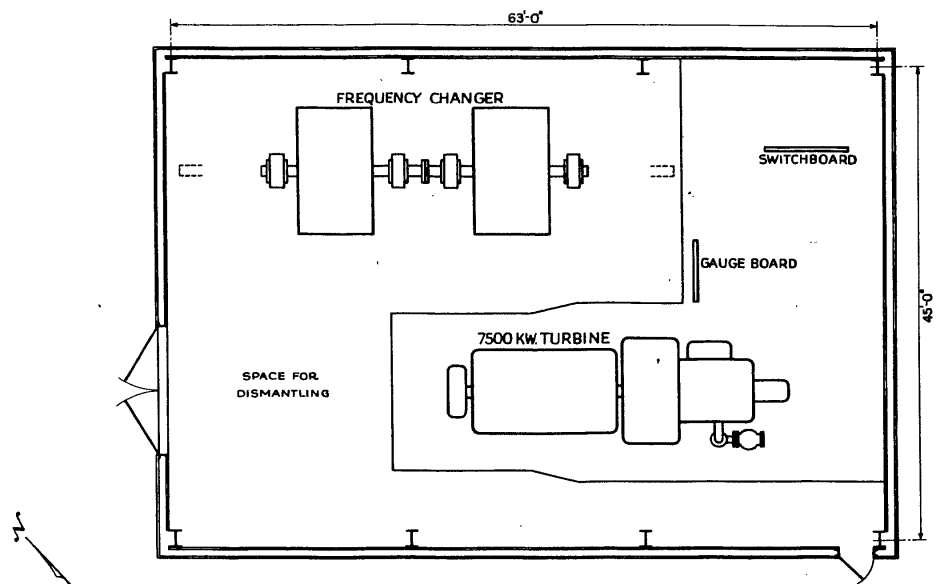 63'-0"
FREQUENCY CHANGER
SWITCHBOARD
GAUGE BOARD
45'-0"
7500 KW. TURBINE
SPACE FOR
DISMANTLING
N